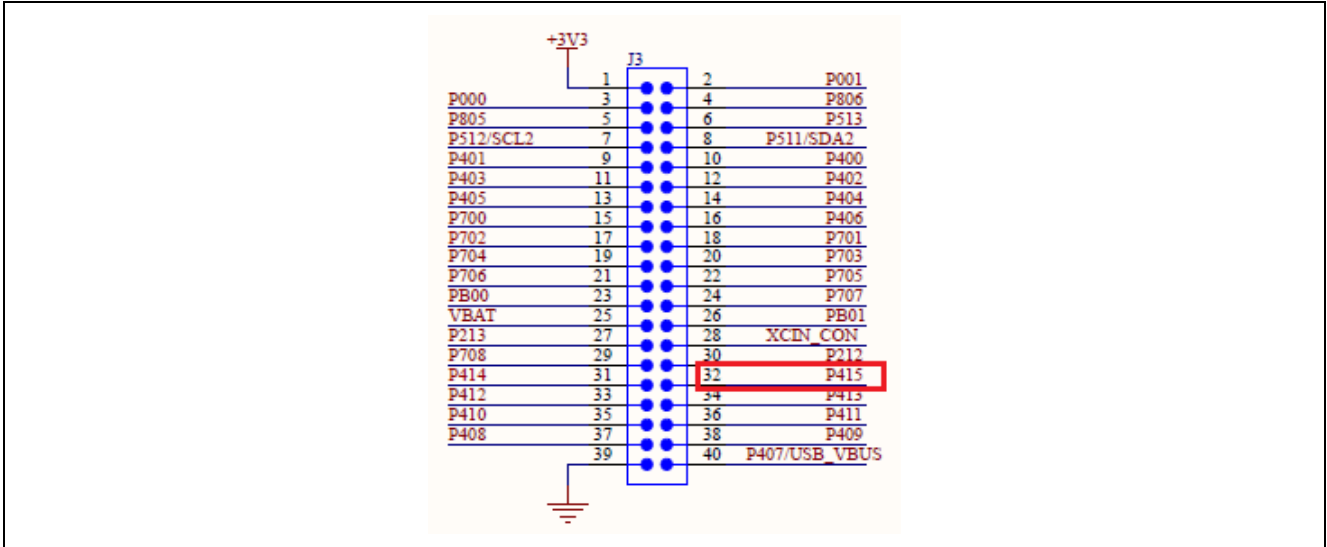 +3V3
J3
1 2 P001
P000 3 4 P806
P805 5 6 P513
P512/SCL2 7 8 P511/SDA2
P401 9 10 P400
P403 11 12 P402
P405 13 14 P404
P700 15 16 P406
P702 17 18 P701
P704 19 20 P703
P706 21 22 P705
PB00 23 24 P707
VBAT 25 26 PB01
P213 27 28 XCIN_CON
P708 29 30 P212
P414 31 32 P415
P412 33 34 P413
P410 35 36 P411
P408 37 38 P409
39 40 P407/USB_VBUS